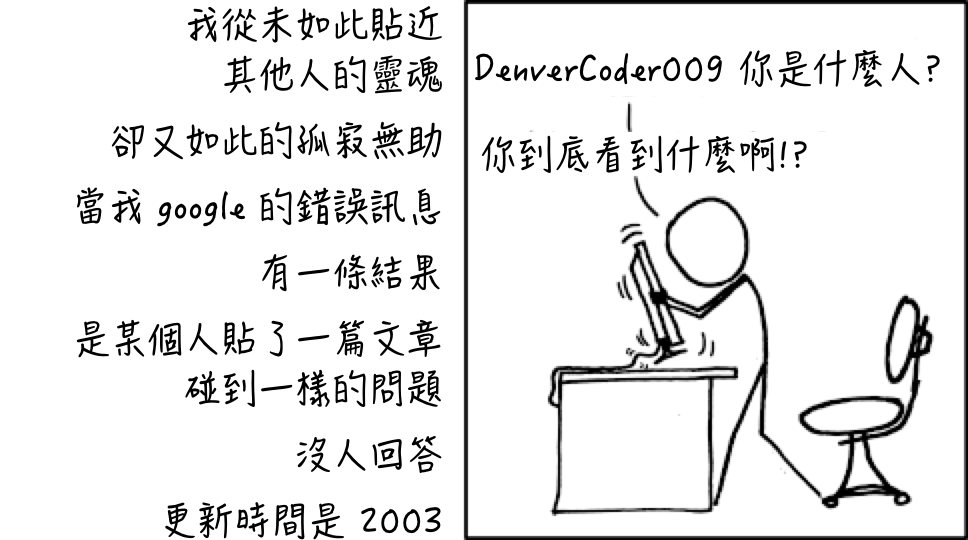 我從未如此貼近
其他人的靈魂
卻又如此的孤寂無助
當我 google 的錯誤訊息
有一條結果
是某個人貼了一篇文章
碰到一樣的問題
沒人回答
更新時間是 2003
DenverCoder009 你是什麼人?
你到底看到什麼啊!?